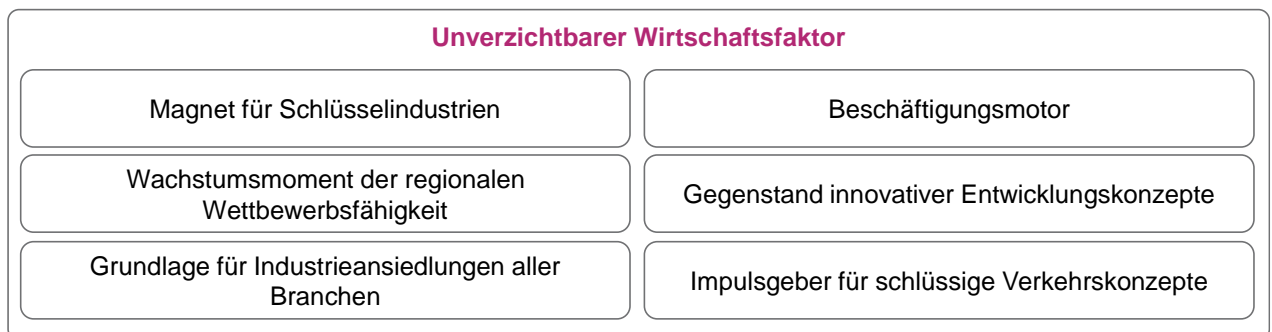 Unverzichtbarer Wirtschaftsfaktor
Magnet für Schlüsselindustrien
Beschäftigungsmotor
Wachstumsmoment der regionalen
Wettbewerbsfähigkeit
Gegenstand innovativer Entwicklungskonzepte
Grundlage für Industrieansiedlungen aller
Branchen
Impulsgeber für schlüssige Verkehrskonzepte